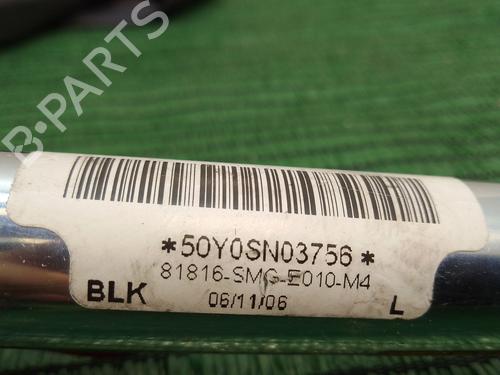 B-PARTS
*50Y0SN03756*
81816-SMG-E010-M4
BLK 06/11/06 L